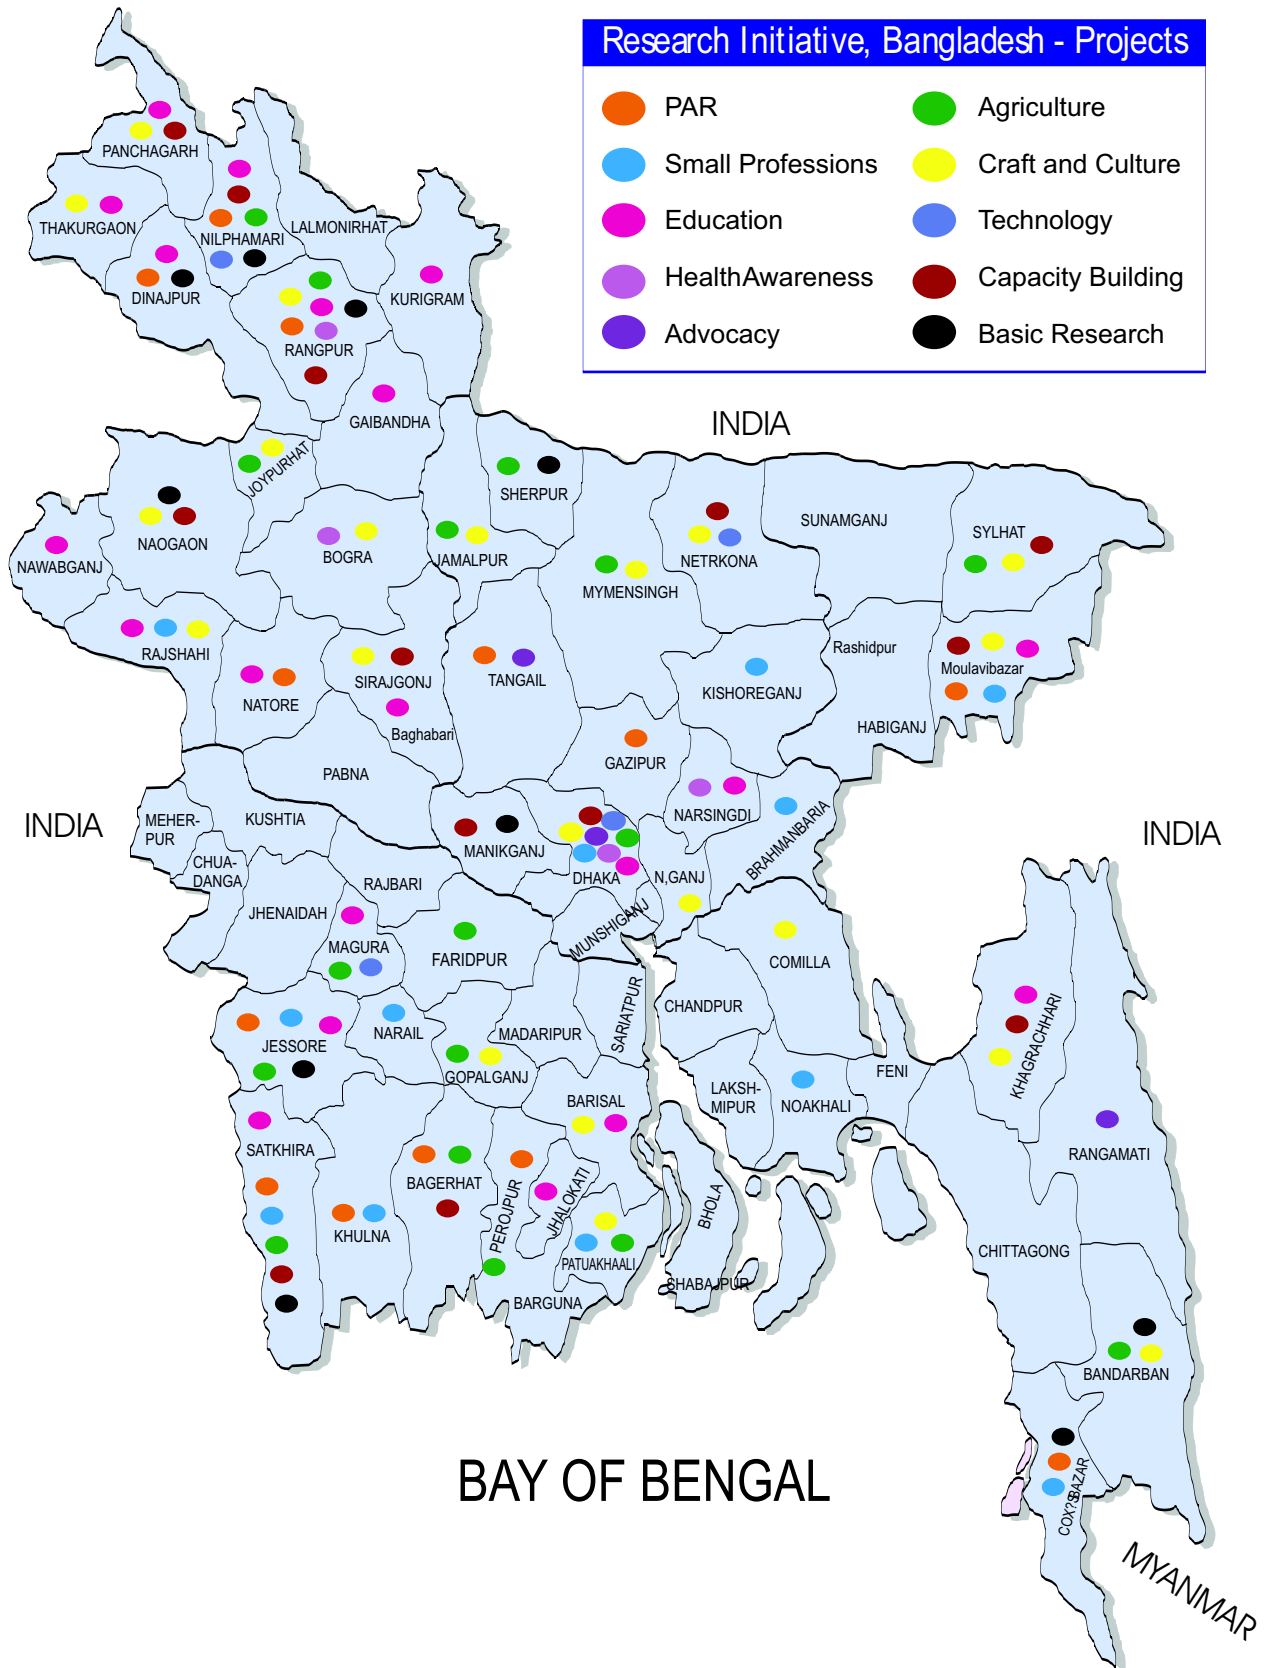 Research Initiative, Bangladesh - Projects
PAR
Agriculture
Small Professions
Craft and Culture
Education
Technology
HealthAwareness
Capacity Building
Advocacy
Basic Research
PANCHAGARH
THAKURGAON
NILPHAMARI
LALMONIRHAT
DINAJPUR
KURIGRAM
RANGPUR
GAIBANDHA
INDIA
JOYPURHAT
SHERPUR
NAOGAON
BOGRA
JAMALPUR
NAWABGANJ
MYMENSINGH
NETRKONA
SUNAMGANJ
SYLHAT
RAJSHAHI
NATORE
SIRAJGONJ
Baghabari
TANGAIL
KISHOREGANJ
Rashidpur
Moulavibazar
HABIGANJ
PABNA
GAZIPUR
NARSINGDI
BRAHMANBARIA
INDIA
MEHER-
PUR
KUSHTIA
CHUA-
DANGA
RAJBARI
MANIKGANJ
DHAKA
N,GANJ
INDIA
JHENAIDAH
MAGURA
FARIDPUR
MUNSHIGANJ
COMILLA
JESSORE
NARAIL
MADARIPUR
SARIATPUR
CHANDPUR
KHAGRACHHARI
GOPALGANJ
BARISAL
LAKSH-
MIPUR
NOAKHALI
FENI
SATKHIRA
KHULNA
BAGERHAT
PEROJPUR
JHALOKATI
PATUAKHAALI
BARGUNA
BHOLA
SHABAJPUR
RANGAMATI
CHITTAGONG
BANDARBAN
COX?S BAZAR
BAY OF BENGAL
MYANMAR